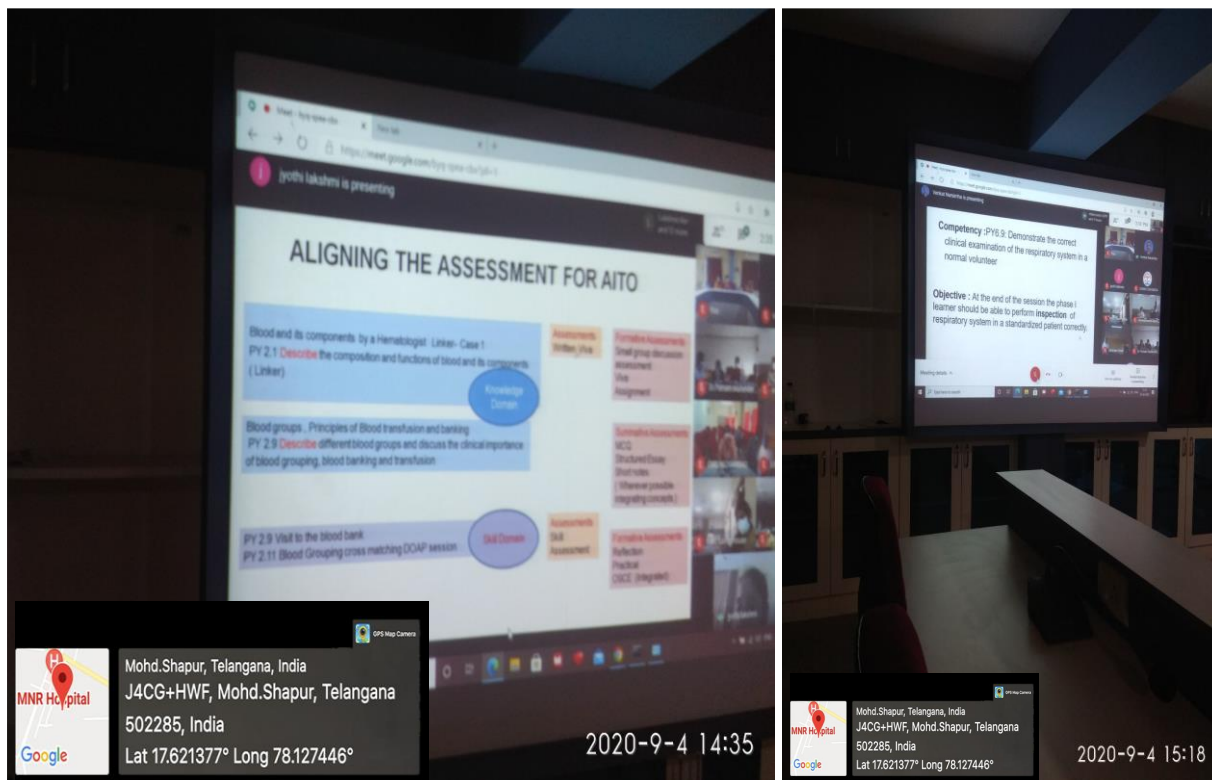 jyothi lakshmi is presenting
ALIGNING THE ASSESSMENT FOR AITO
Blood and its components by a Hematologist Linker- Case 1
PY 2.1 Describe the composition and functions of blood and its components
( Linker)
Knowledge
Domain
Assessments
Written, Viva
Formative Assessments
Small group discussion
assessment
Viva
Assignment
Blood groups , Principles of Blood transfusion and banking
PY 2.9 Describe different blood groups and discuss the clinical importance
of blood grouping, blood banking and transfusion
Summative Assessments
MCQ
Structured Essay
Short notes
( Wherever possible
integrating concepts )
PY 2.9 Visit to the blood bank
PY 2.11 Blood Grouping cross matching DOAP session
Skill Domain
Assessments
Skill
Assessment
Formative Assessments
Reflection
Practical
OSCE (Integrated)
GPS Map Camera
MNR Hospital
Google
Mohd.Shapur, Telangana, India
J4CG+HWF, Mohd.Shapur, Telangana
502285, India
Lat 17.621377° Long 78.127446°
2020-9-4 14:35
is presenting
Competency :PY6.9: Demonstrate the correct
clinical examination of the respiratory system in a
normal volunteer
Objective : At the end of the session the phase I
learner should be able to perform inspection of
respiratory system in a standardized patient correctly.
Meeting details
GPS Map Camera
MNR Hospital
Google
Mohd.Shapur, Telangana, India
J4CG+HWF, Mohd.Shapur, Telangana
502285, India
Lat 17.621377° Long 78.127446°
2020-9-4 15:18